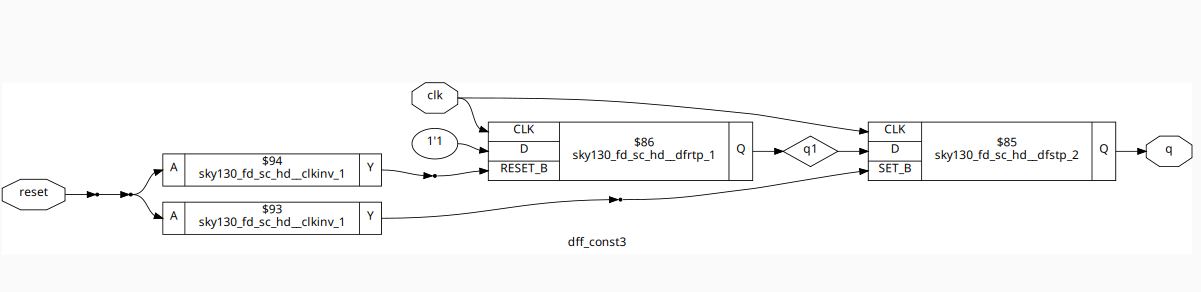 clk
1'1
CLK
D
RESET_B
$86
sky130_fd_sc_hd__dfrtp_1
Q
q1
CLK
D
SET_B
$85
sky130_fd_sc_hd__dfstp_2
Q
q
reset
A
$94
sky130_fd_sc_hd__clkinv_1
Y
A
$93
sky130_fd_sc_hd__clkinv_1
Y
dff_const3